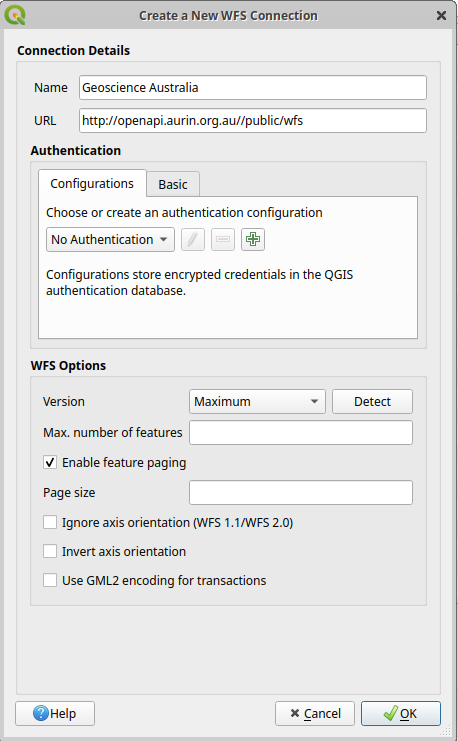 Create a New WFS Connection
Connection Details
Name Geoscience Australia
URL http://openapi.aurin.org.au//public/wfs
Authentication
Configurations Basic
Choose or create an authentication configuration
No Authentication
Configurations store encrypted credentials in the QGIS
authentication database.
WFS Options
Version Maximum Detect
Max. number of features
Enable feature paging
Page size
Ignore axis orientation (WFS 1.1/WFS 2.0)
Invert axis orientation
Use GML2 encoding for transactions
Help Cancel OK